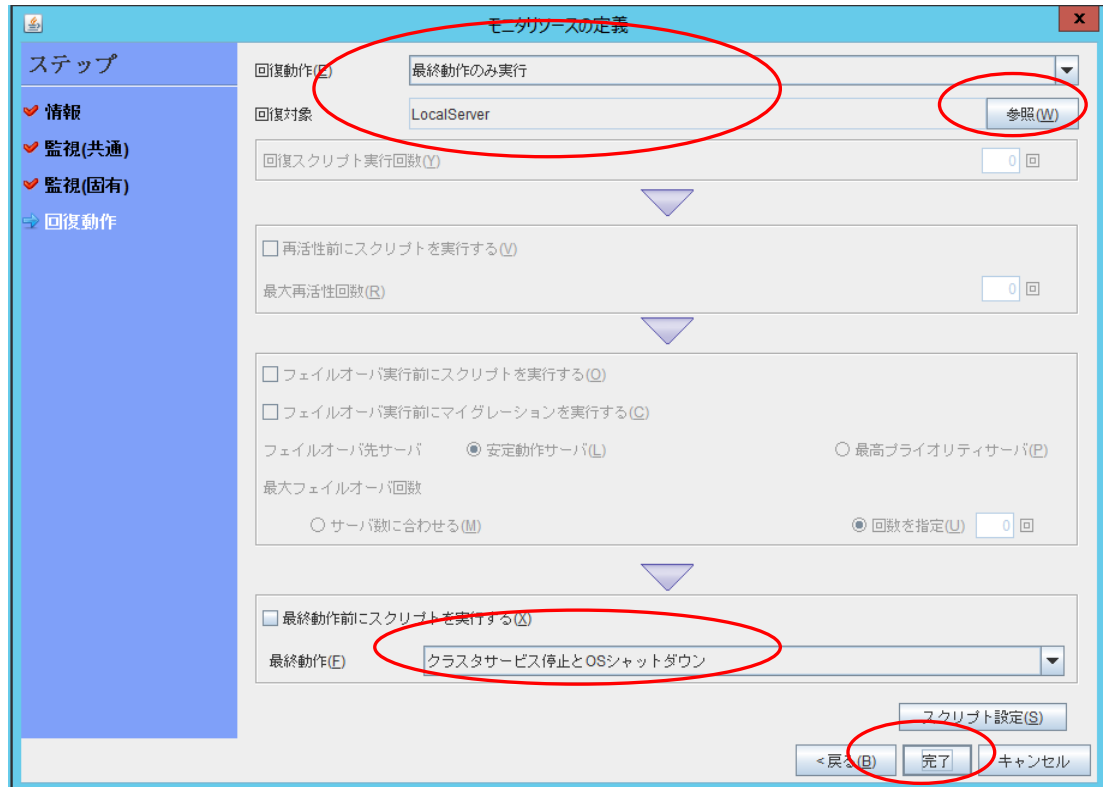 モニタリソースの定義
x
ステップ
情報
監視(共通)
監視(固有)
回復動作
回復動作(E) 最終動作のみ実行
回復対象 LocalServer 参照(W)
回復スクリプト実行回数(Y) 0 回
再活性前にスクリプトを実行する(V)
最大再活性回数(R) 0 回
フェイルオーバ実行前にスクリプトを実行する(O)
フェイルオーバ実行前にマイグレーションを実行する(C)
フェイルオーバ先サーバ 安定動作サーバ(L) 最高プライオリティサーバ(P)
最大フェイルオーバ回数
サーバ数に合わせる(M) 回数を指定(U) 0 回
最終動作前にスクリプトを実行する(X)
最終動作(F) クラスタサービス停止とOSシャットダウン
スクリプト設定(S)
<戻る(B) 完了 キャンセル